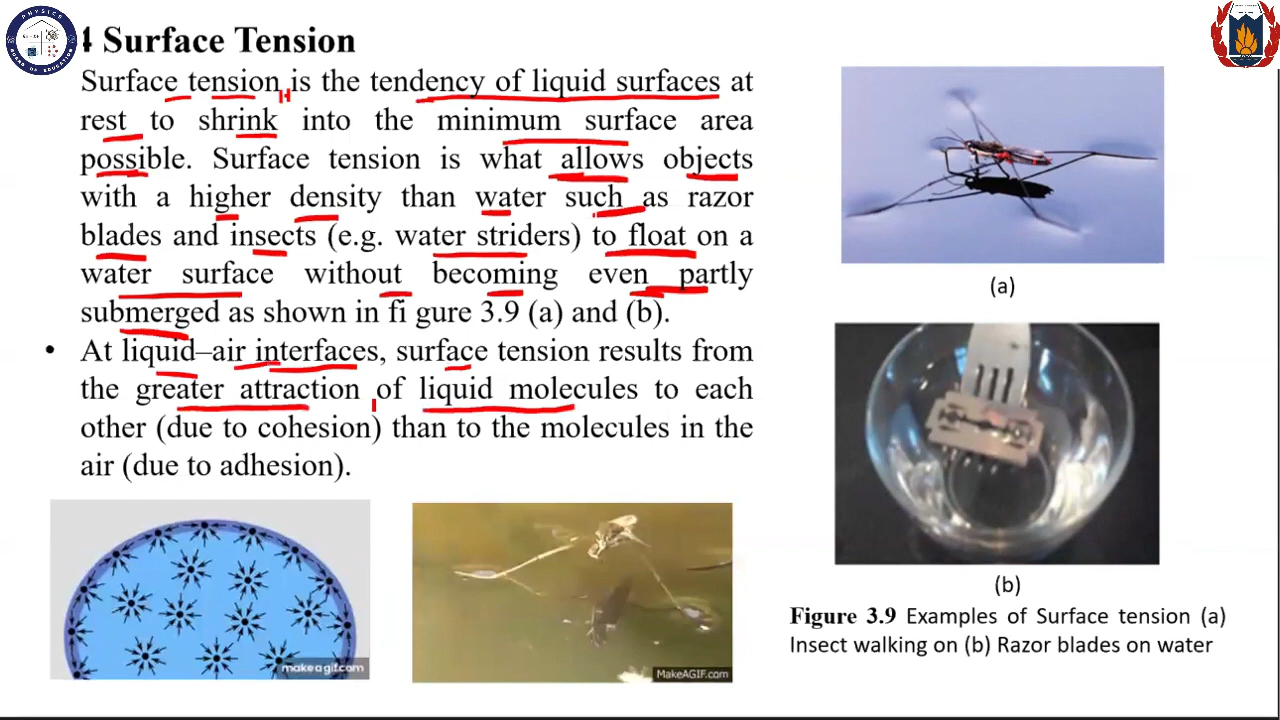 4 Surface Tension
Surface tension is the tendency of liquid surfaces at
rest to shrink into the minimum surface area
possible. Surface tension is what allows objects
with a higher density than water such as razor
blades and insects (e.g. water striders) to float on a
water surface without becoming even partly
submerged as shown in fi gure 3.9 (a) and (b).
• At liquid–air interfaces, surface tension results from
the greater attraction of liquid molecules to each
other (due to cohesion) than to the molecules in the
air (due to adhesion).
makeagif.com
MakeAGIF.com
(a)
(b)
Figure 3.9 Examples of Surface tension (a)
Insect walking on (b) Razor blades on water
PHYSICS
BOARD OF EDUCATION